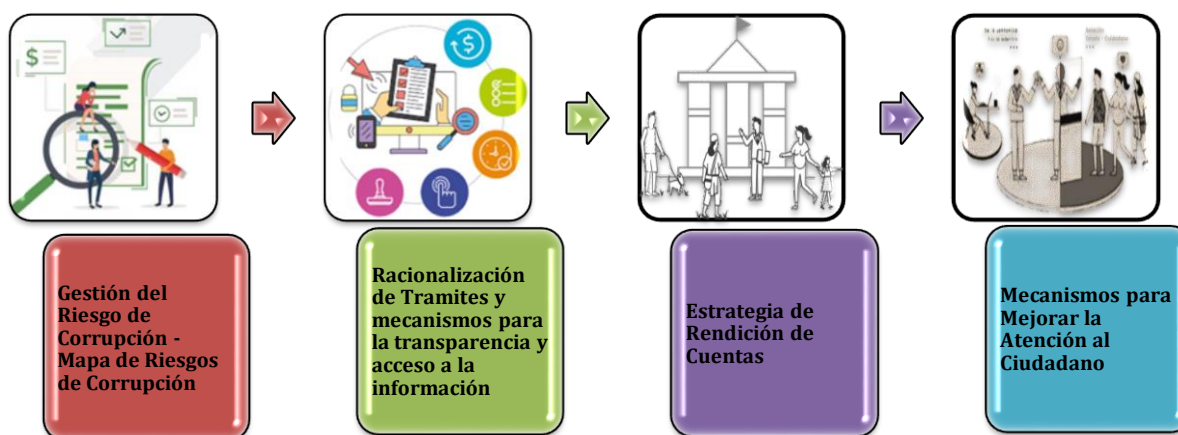 Gestión del
Riesgo de
Corrupción -
Mapa de Riesgos
de Corrupción
Racionalización
de Tramites y
mecanismos para
la transparencia y
acceso a la
información
Estrategia de
Rendición de
Cuentas
Mecanismos para
Mejorar la
Atención al
Ciudadano